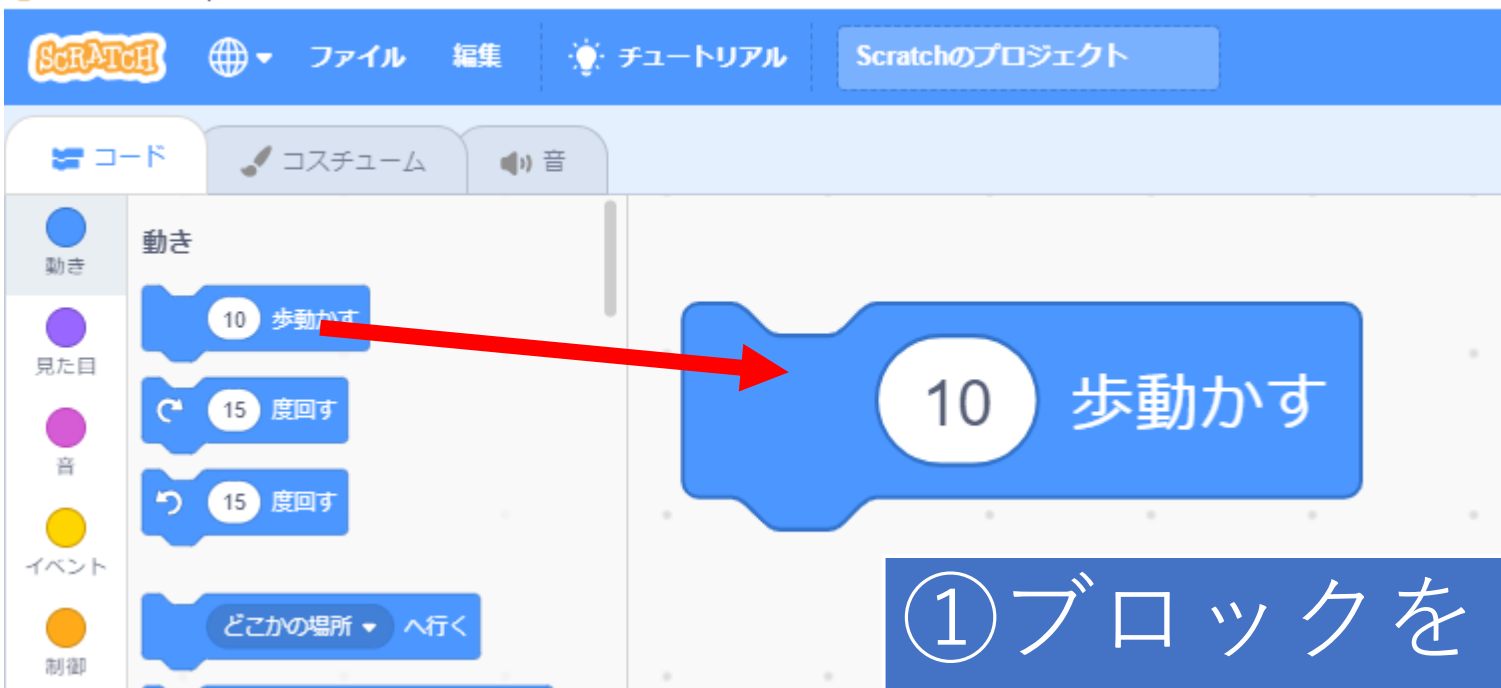 SCRATCH ファイル 編集 チュートリアル Scratchのプロジェクト
コード コスチューム 音
動き
見た目
音
イベント
制御
動き
10 歩動かす
15 度回す
15 度回す
どこかの場所 へ行く
10 歩動かす
①ブロックを